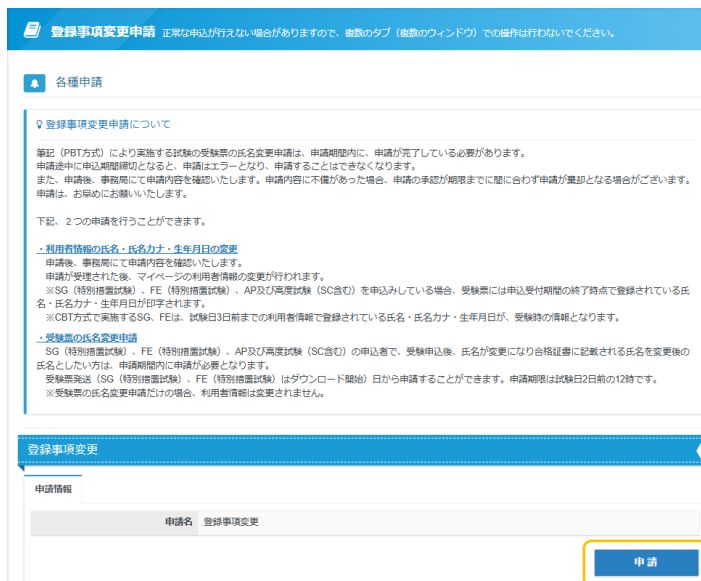 登録事項変更申請 正常な申込が行えない場合がありますので、複数のタブ（複数のウィンドウ）での操作は行わないでください。
各種申請
登録事項変更申請について
筆記（PBT方式）により実施する試験の受験票の氏名変更申請は、申請期間内に、申請が完了している必要があります。
申請途中に申込期間締切となると、申請はエラーとなり、申請することはできなくなります。
また、申請後、事務局にて申請内容を確認いたします。申請内容に不備があった場合、申請の承認が期限までに間に合わず申請が棄却となる場合がございます。
申請は、お早めにお願いいたします。
下記、２つの申請を行うことができます。
・利用者情報の氏名・氏名カナ・生年月日の変更
申請後、事務局にて申請内容を確認いたします。
申請が受理された後、マイページの利用者情報の変更が行われます。
※SG（特別措置試験）、FE（特別措置試験）、AP及び高度試験（SC含む）を申込みしている場合、受験票には申込受付期間の終了時点で登録されている氏
名・氏名カナ・生年月日が印字されます。
※CBT方式で実施するSG、FEは、試験日3日前までの利用者情報で登録されている氏名・氏名カナ・生年月日が、受験時の情報となります。
・受験票の氏名変更申請
SG（特別措置試験）、FE（特別措置試験）、AP及び高度試験（SC含む）の申込者で、受験申込後、氏名が変更になり合格証書に記載される氏名を変更後の
氏名としたい方は、申請期間内に申請が必要となります。
受験票発送（SG（特別措置試験）、FE（特別措置試験）はダウンロード開始）日から申請することができます。申請期限は試験日2日前の12時です。
※受験票の氏名変更申請だけの場合、利用者情報は変更されません。
登録事項変更
申請情報
申請名 登録事項変更
申請